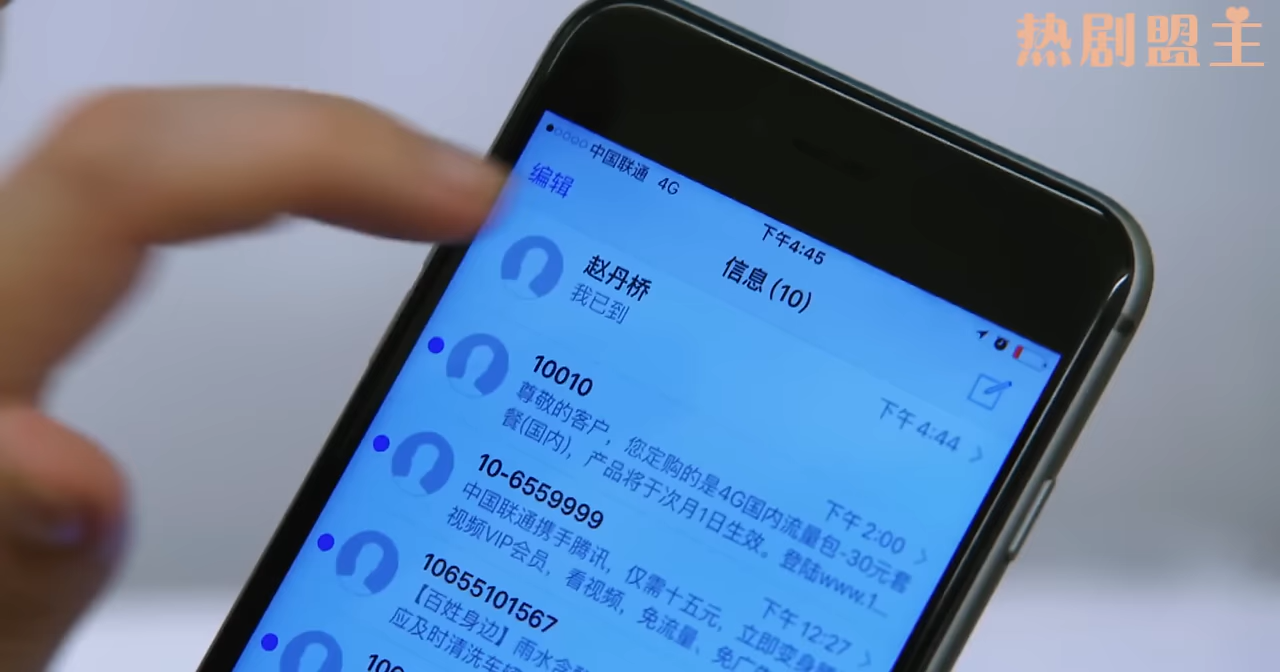 热剧盟主
中国联通 4G
下午4:45
编辑
信息 (10)
赵丹桥
下午 4:44
我已到
10010
下午 2:00
尊敬的客户，您定购的是4G国内流量包-30元套
餐(国内)，产品将于次月1日生效。登陆www.1...
10-6559999
下午 12:27
中国联通携手腾讯，仅需十五元，立即变身腾
视频VIP会员，看视频，免流量、免广告
10655101567
【百姓身边】雨水含
应及时清洗车辆
100